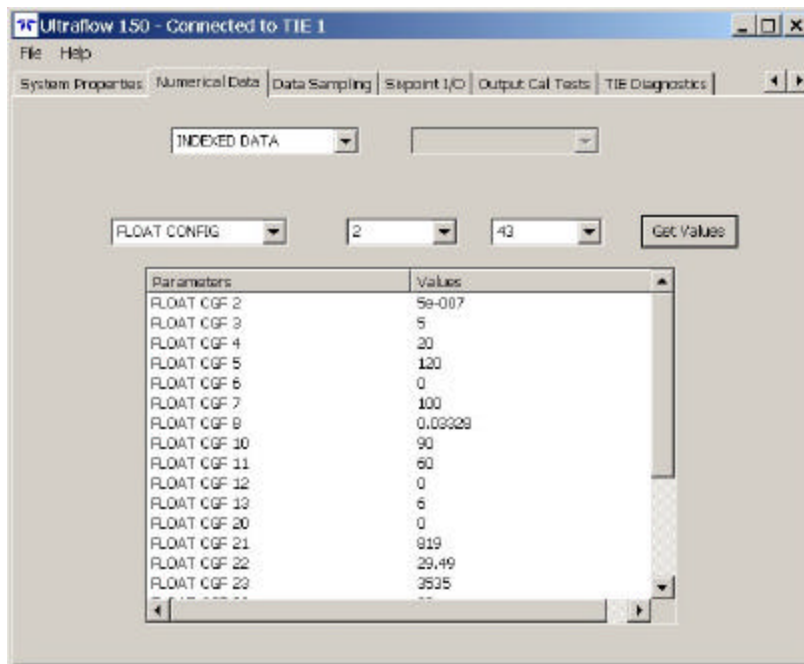 Ultraflow 150 - Connected to TIE 1
File Help
System Properties Numerical Data Data Sampling Setpoint I/O Output Cal Tests TIE Diagnostics
INDEXED DATA
FLOAT CONFIG 2 43 Get Values
Parameters Values
FLOAT CGF 2 5e-007
FLOAT CGF 3 5
FLOAT CGF 4 20
FLOAT CGF 5 120
FLOAT CGF 6 0
FLOAT CGF 7 100
FLOAT CGF 8 0.03328
FLOAT CGF 10 90
FLOAT CGF 11 60
FLOAT CGF 12 0
FLOAT CGF 13 6
FLOAT CGF 20 0
FLOAT CGF 21 819
FLOAT CGF 22 29.49
FLOAT CGF 23 3535